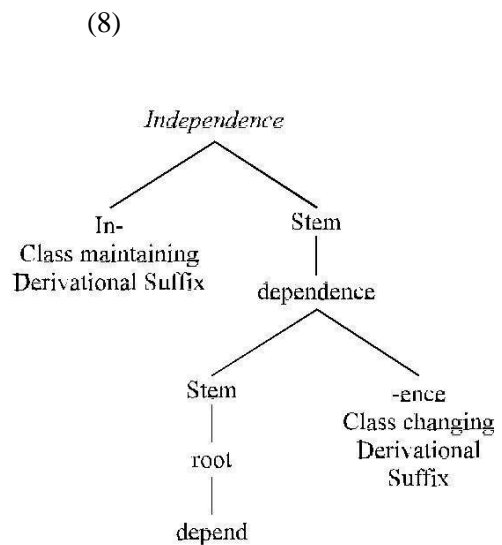 (8)
Independence
In-
Class maintaining
Derivational Suffix
Stem
dependence
Stem
-ence
Class changing
Derivational
Suffix
root
depend